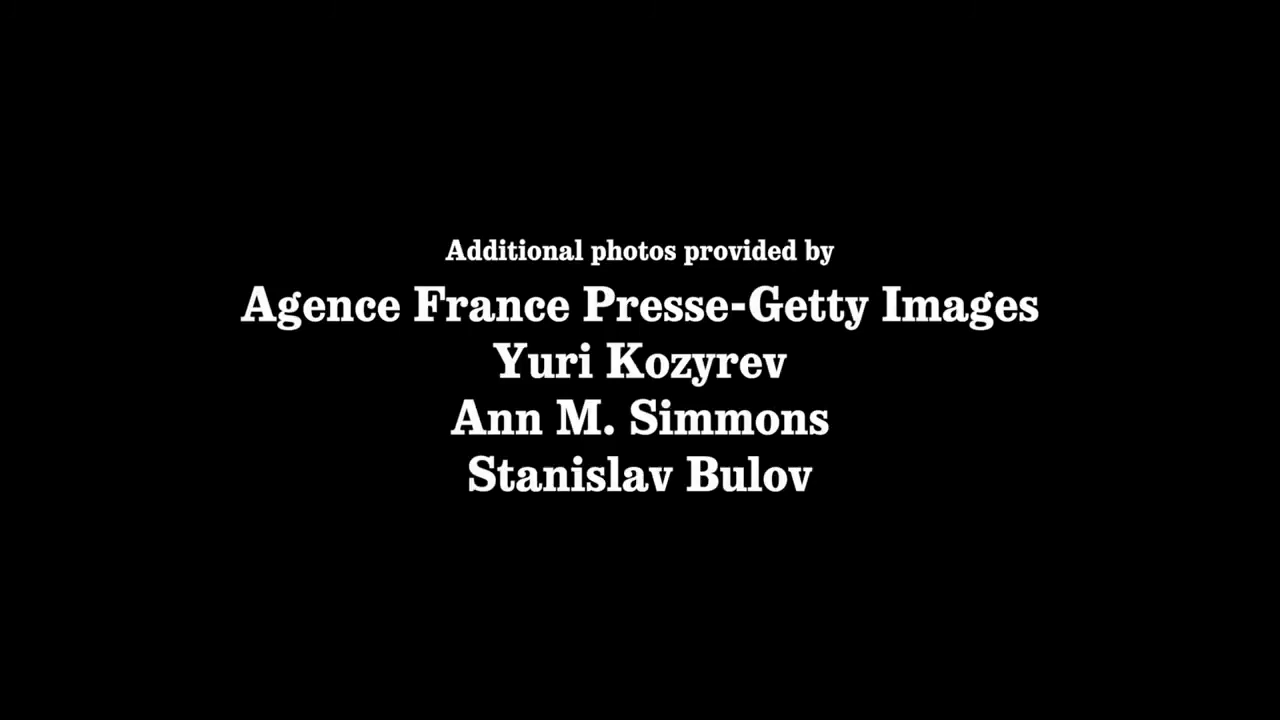 Additional photos provided by
Agence France Presse-Getty Images
Yuri Kozyrev
Ann M. Simmons
Stanislav Bulov